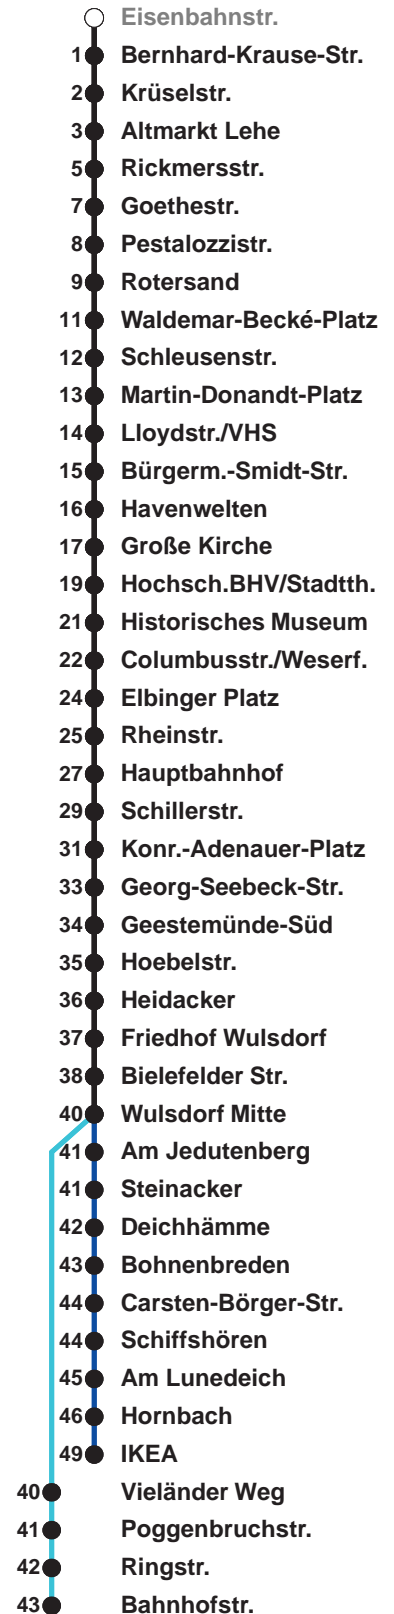 Eisenbahnstr.
1 Bernhard-Krause-Str.
2 Krüselstr.
3 Altmarkt Lehe
5 Rickmersstr.
7 Goethestr.
8 Pestalozzistr.
9 Rotersand
11 Waldemar-Becké-Platz
12 Schleusenstr.
13 Martin-Donandt-Platz
14 Lloydstr./VHS
15 Bürgerm.-Smidt-Str.
16 Havenwelten
17 Große Kirche
19 Hochsch.BHV/Stadtth.
21 Historisches Museum
22 Columbusstr./Weserf.
24 Elbinger Platz
25 Rheinstr.
27 Hauptbahnhof
29 Schillerstr.
31 Konr.-Adenauer-Platz
33 Georg-Seebeck-Str.
34 Geestemünde-Süd
35 Hoebelstr.
36 Heidacker
37 Friedhof Wulsdorf
38 Bielefelder Str.
40 Wulsdorf Mitte
41 Am Jedutenberg
41 Steinacker
42 Deichhämme
43 Bohnenbreden
44 Carsten-Börger-Str.
44 Schiffshören
45 Am Lunedeich
46 Hornbach
49 IKEA
40 Vieländer Weg
41 Poggenbruchstr.
42 Ringstr.
43 Bahnhofstr.